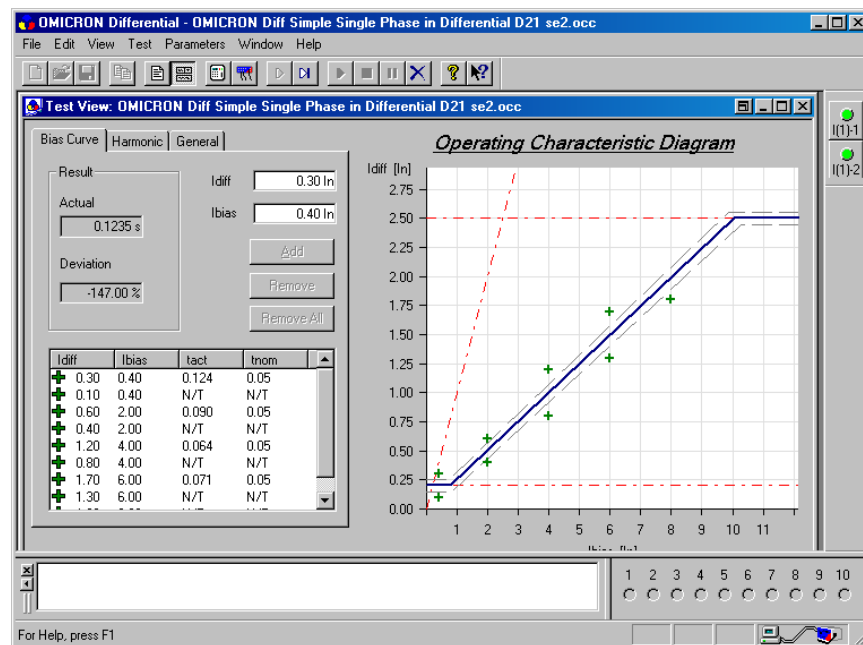 OMICRON Differential - OMICRON Diff Simple Single Phase in Differential D21 se2.occ
File Edit View Test Parameters Window Help
Test View: OMICRON Diff Simple Single Phase in Differential D21 se2.occ
Bias Curve Harmonic General
Result
Actual
0.1235 s
Deviation
-147.00 %
Idiff 0.30 In
Ibias 0.40 In
Add
Remove
Remove All
Idiff Ibias tact tnom
0.30 0.40 0.124 0.05
0.10 0.40 N/T N/T
0.60 2.00 0.090 0.05
0.40 2.00 N/T N/T
1.20 4.00 0.064 0.05
0.80 4.00 N/T N/T
1.70 6.00 0.071 0.05
1.30 6.00 N/T N/T
Operating Characteristic Diagram
Idiff [In]
2.75
2.50
2.25
2.00
1.75
1.50
1.25
1.00
0.75
0.50
0.25
0.00
1 2 3 4 5 6 7 8 9 10 11
Ibias [In]
I(1)-1
I(1)-2
1 2 3 4 5 6 7 8 9 10
For Help, press F1